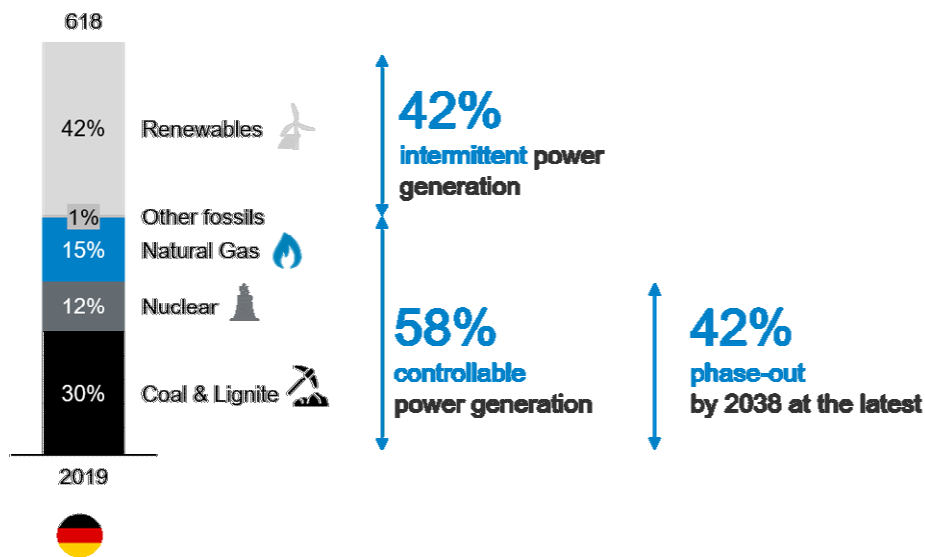 618
42%
Renewables
1%
Other fossils
15%
Natural Gas
12%
Nuclear
30%
Coal & Lignite
2019
42%
intermittent power
generation
58%
controllable
power generation
42%
phase-out
by 2038 at the latest